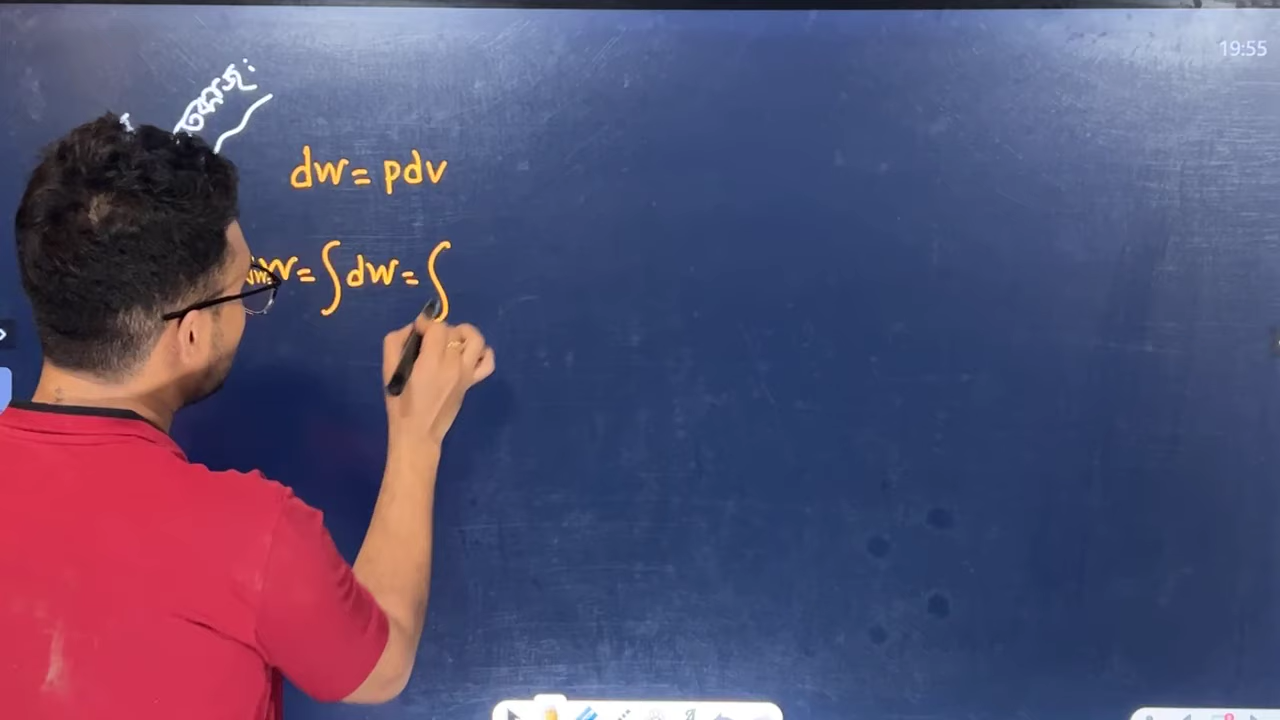 19:55
dw = pdv
w = ∫dw = ∫